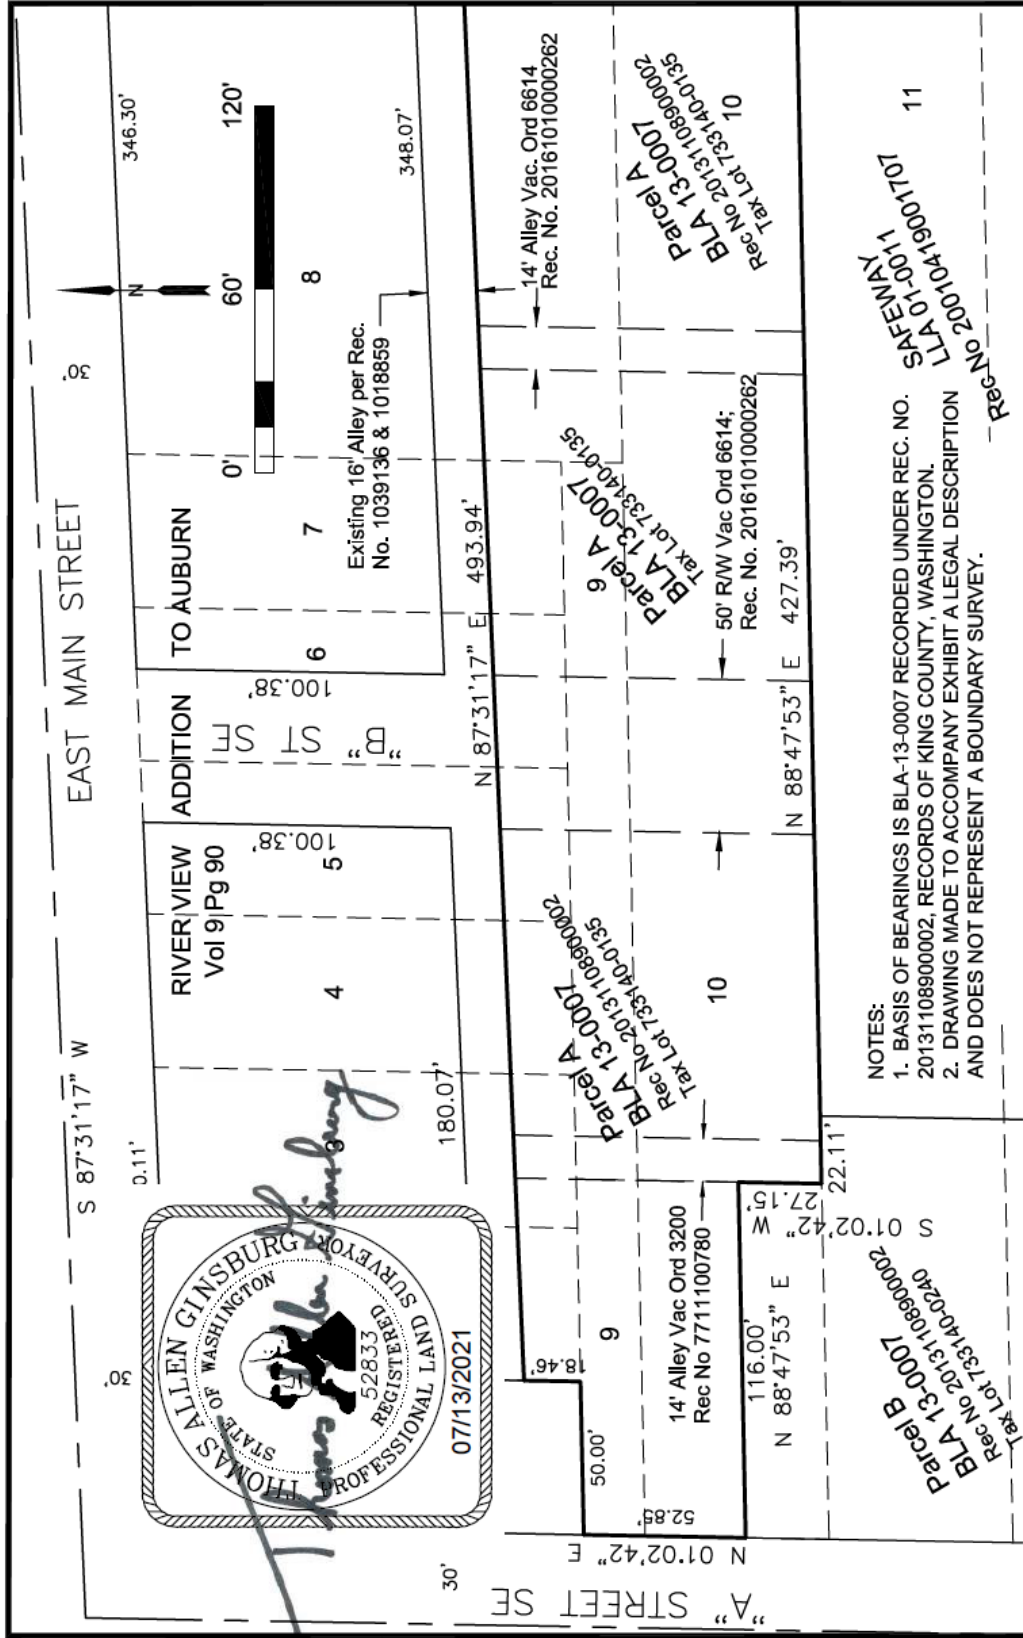 EAST MAIN STREET
S 87°31'17" W
30'
30'
0.11'
346.30'
N
0' 60' 120'
RIVER VIEW ADDITION TO AUBURN
Vol 9 Pg 90
3
4
5
6
7
8
100.38'
100.38'
"B" ST SE
180.07'
348.07'
Existing 16' Alley per Rec.
No. 1039136 & 1018859
THOMAS ALLEN GINSBURG
STATE OF WASHINGTON
52833
REGISTERED
PROFESSIONAL LAND SURVEYOR
07/13/2021
Thomas Allen Ginsburg
30'
"A" STREET SE
N 01°02'42" E
52.85'
50.00'
18.46'
N 87°31'17" E 493.94'
14' Alley Vac. Ord 6614
Rec. No. 20161010000262
9
14' Alley Vac Ord 3200
Rec No 7711100780
Parcel A
BLA 13-0007
Rec No 20131108900002
Tax Lot 733140-0135
10
50' R/W Vac Ord 6614;
Rec. No. 20161010000262
Parcel A
9
BLA 13-0007
Tax Lot 733140-0135
Parcel A
BLA 13-0007
Rec No 20131108900002
Tax Lot 733140-0135
10
116.00'
N 88°47'53" E
27.15'
S 01°02'42" W
22.11'
N 88°47'53" E 427.39'
Parcel B
BLA 13-0007
Rec No 20131108900002
Tax Lot 733140-0240
NOTES:
1. BASIS OF BEARINGS IS BLA-13-0007 RECORDED UNDER REC. NO.
20131108900002, RECORDS OF KING COUNTY, WASHINGTON.
2. DRAWING MADE TO ACCOMPANY EXHIBIT A LEGAL DESCRIPTION
AND DOES NOT REPRESENT A BOUNDARY SURVEY.
SAFEWAY
LLA 01-0011
Rec No 20010419001707
11